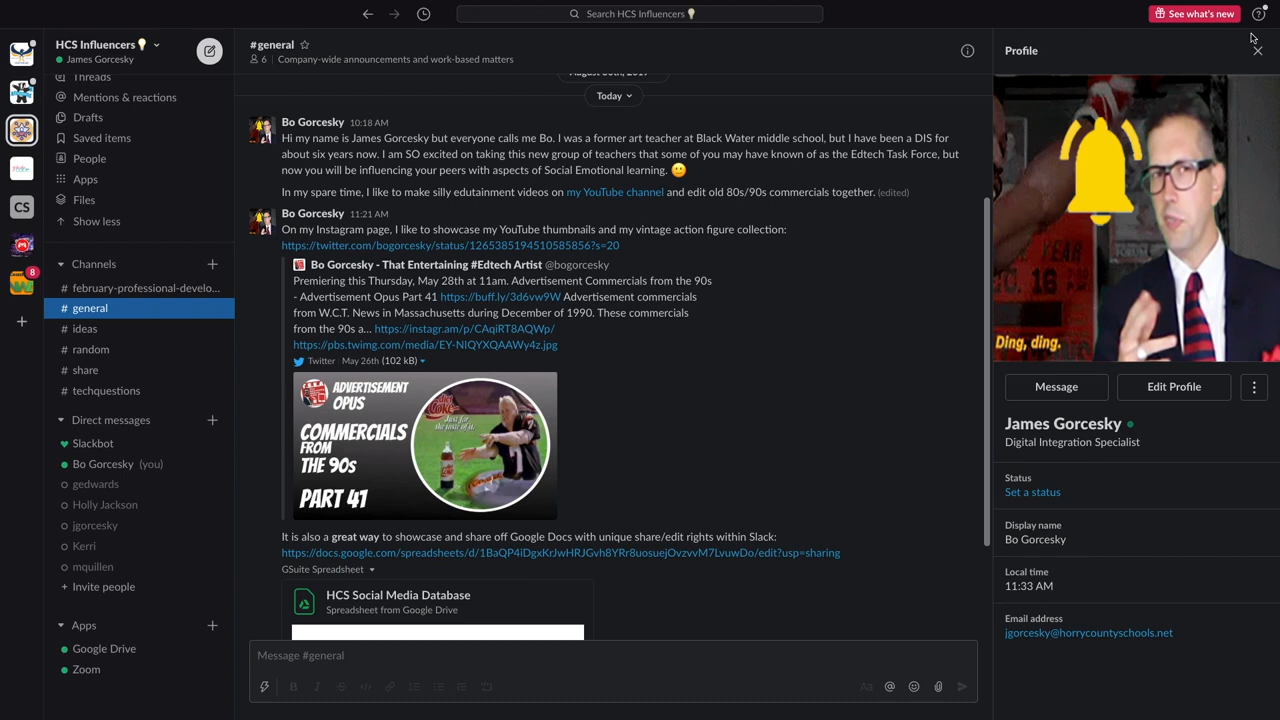 Search HCS Influencers💡
See what's new
HCS Influencers💡
James Gorcesky
Threads
Mentions & reactions
Drafts
Saved items
People
Apps
Files
Show less
CS
8
Channels
# february-professional-develo...
# general
# ideas
# random
# share
# techquestions
Direct messages
Slackbot
Bo Gorcesky (you)
gedwards
Holly Jackson
jgorcesky
Kerri
mquillen
+ Invite people
Apps
Google Drive
Zoom
#general
6 | Company-wide announcements and work-based matters
Today
Bo Gorcesky 10:18 AM
Hi my name is James Gorcesky but everyone calls me Bo. I was a former art teacher at Black Water middle school, but I have been a DIS for
about six years now. I am SO excited on taking this new group of teachers that some of you may have known of as the Edtech Task Force, but
now you will be influencing your peers with aspects of Social Emotional learning. 🙂
In my spare time, I like to make silly edutainment videos on my YouTube channel and edit old 80s/90s commercials together. (edited)
Bo Gorcesky 11:21 AM
On my Instagram page, I like to showcase my YouTube thumbnails and my vintage action figure collection:
https://twitter.com/bogorcesky/status/1265385194510585856?s=20
Bo Gorcesky - That Entertaining #Edtech Artist @bogorcesky
Premiering this Thursday, May 28th at 11am. Advertisement Commercials from the 90s
- Advertisement Opus Part 41 https://buff.ly/3d6vw9W Advertisement commercials
from W.C.T. News in Massachusetts during December of 1990. These commercials
from the 90s a... https://instagr.am/p/CAqiRT8AQWp/
https://pbs.twimg.com/media/EY-NIQYXQAAWy4z.jpg
Twitter · May 26th (102 kB)
ADVERTISEMENT
OPUS
COMMERCIALS
FROM
THE 90S
PART 41
diet
Coke
Just for
the taste of it.
It is also a great way to showcase and share off Google Docs with unique share/edit rights within Slack:
https://docs.google.com/spreadsheets/d/1BaQP4iDgxKrJwHRJGvh8YRr8uosuejOvzvvM7LvuwDo/edit?usp=sharing
GSuite Spreadsheet
HCS Social Media Database
Spreadsheet from Google Drive
Message #general
Aa
Profile
Ding, ding.
Message
Edit Profile
James Gorcesky
Digital Integration Specialist
Status
Set a status
Display name
Bo Gorcesky
Local time
11:33 AM
Email address
jgorcesky@horrycountyschools.net